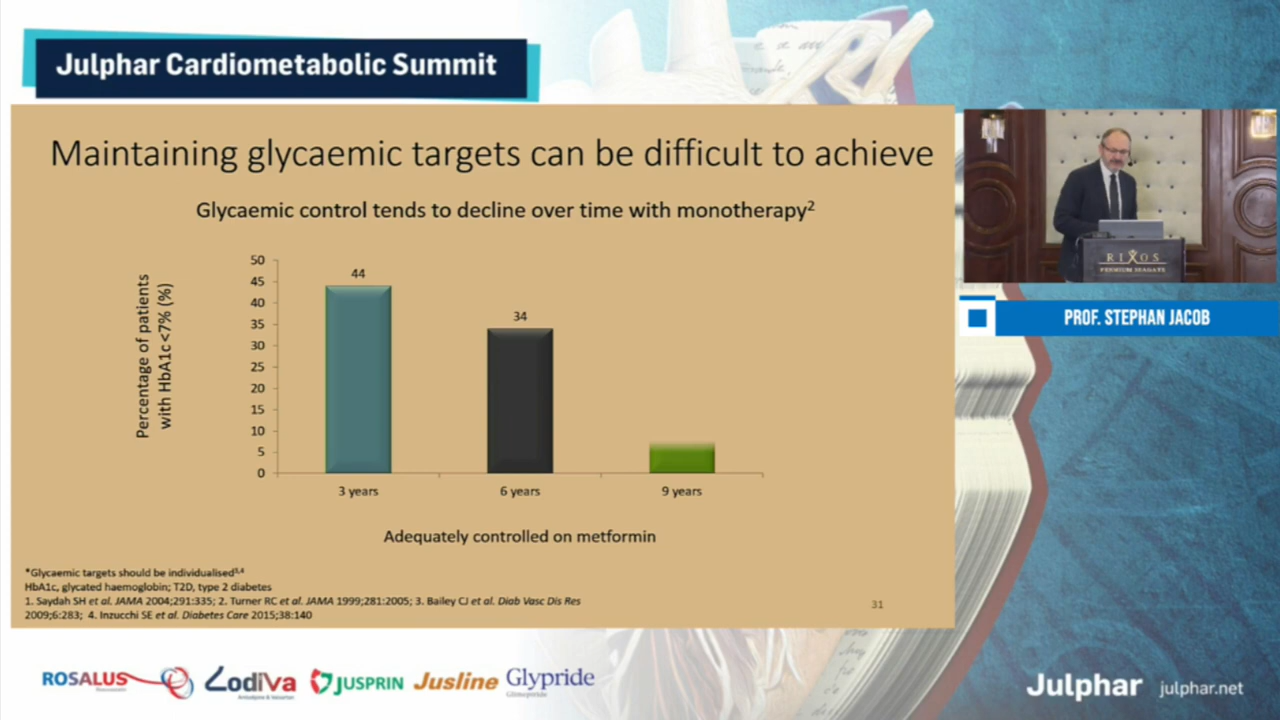 Julphar Cardiometabolic Summit
Maintaining glycaemic targets can be difficult to achieve
Glycaemic control tends to decline over time with monotherapy2
Percentage of patients
with HbA1c <7% (%)
50
45
40
35
30
25
20
15
10
5
0
44
34
3 years
6 years
9 years
Adequately controlled on metformin
*Glycaemic targets should be individualised3,4
HbA1c, glycated haemoglobin; T2D, type 2 diabetes
1. Saydah SH et al. JAMA 2004;291:335; 2. Turner RC et al. JAMA 1999;281:2005; 3. Bailey CJ et al. Diab Vasc Dis Res
2009;6:283; 4. Inzucchi SE et al. Diabetes Care 2015;38:140
31
RIXOS
PREMIUM SEAGATE
PROF. STEPHAN JACOB
ROSALUS
Lodiva
Amlodipine & Valsartan
JUSPRIN
Jusline
Glypride
Glimepiride
Julphar
julphar.net